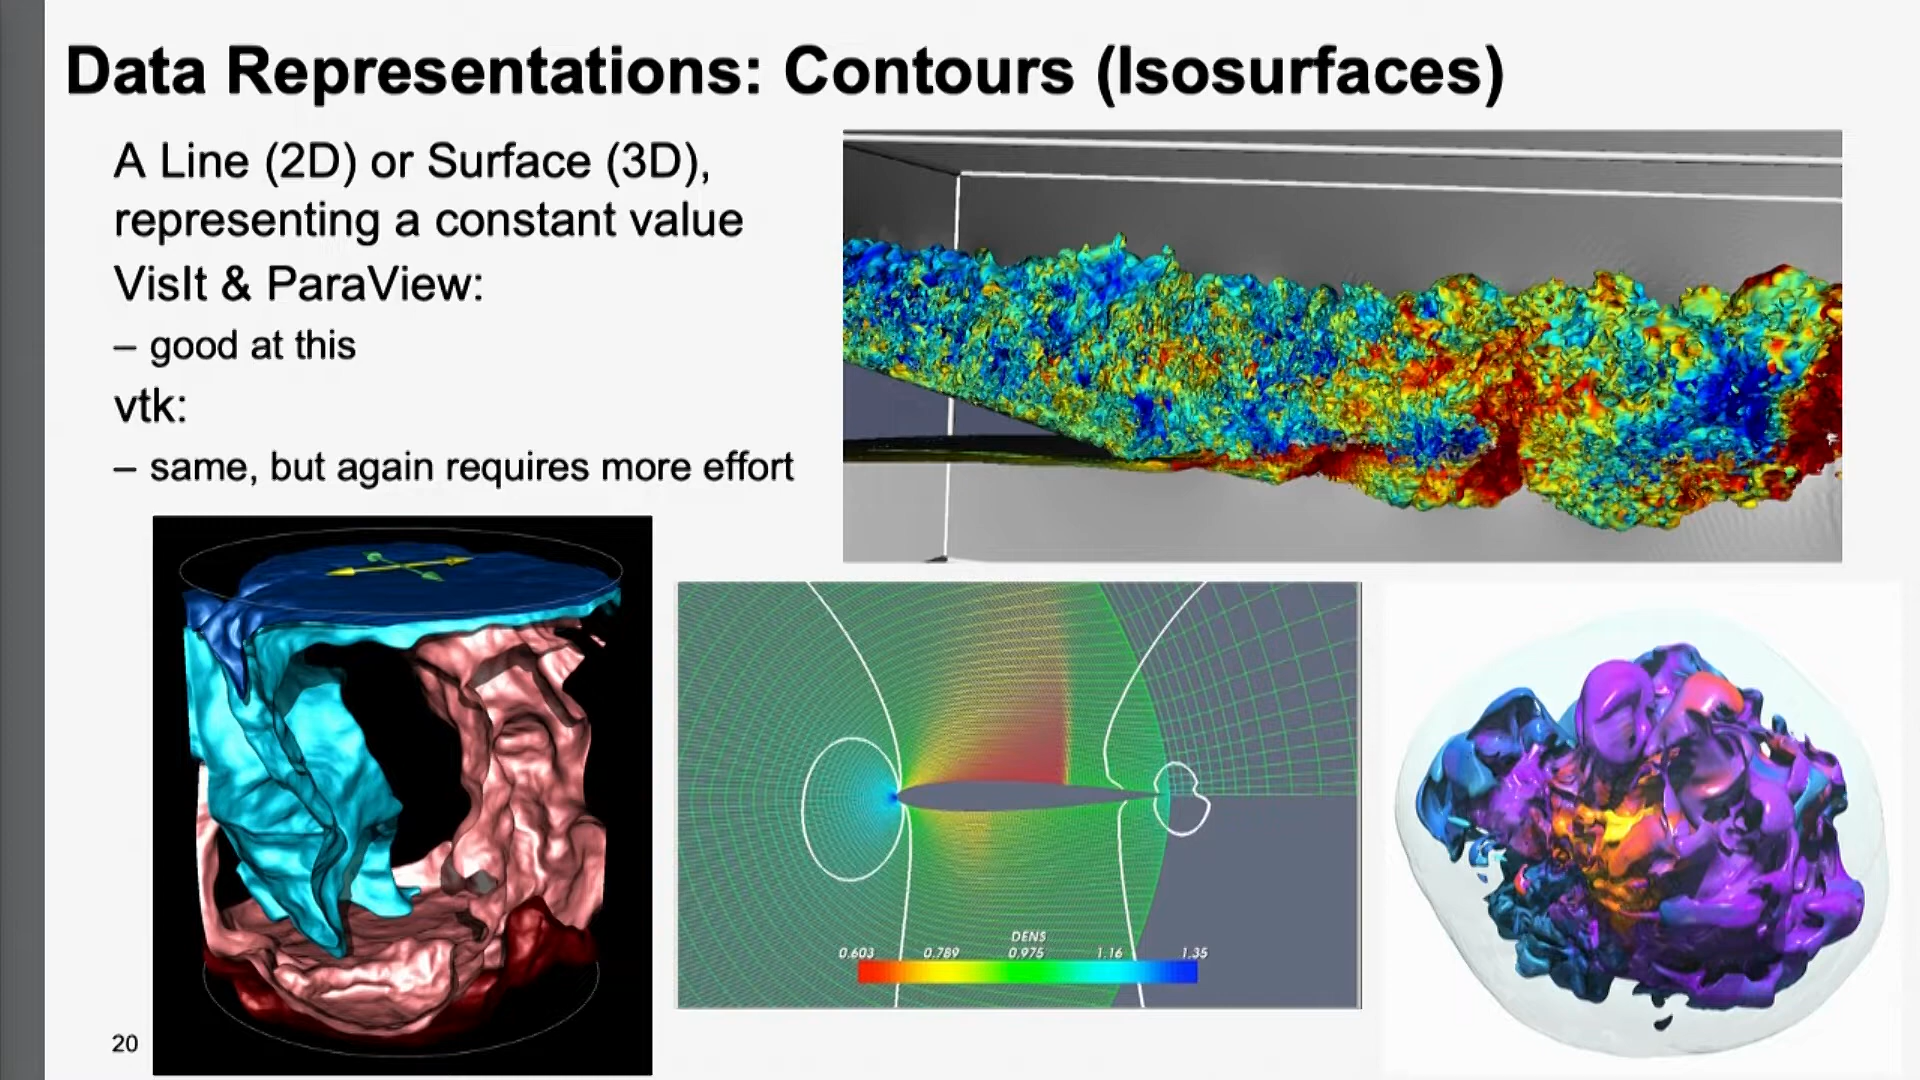 Data Representations: Contours (Isosurfaces)
A Line (2D) or Surface (3D),
representing a constant value
VisIt & ParaView:
– good at this
vtk:
– same, but again requires more effort
DENS
0.603 0.789 0.975 1.16 1.35
20